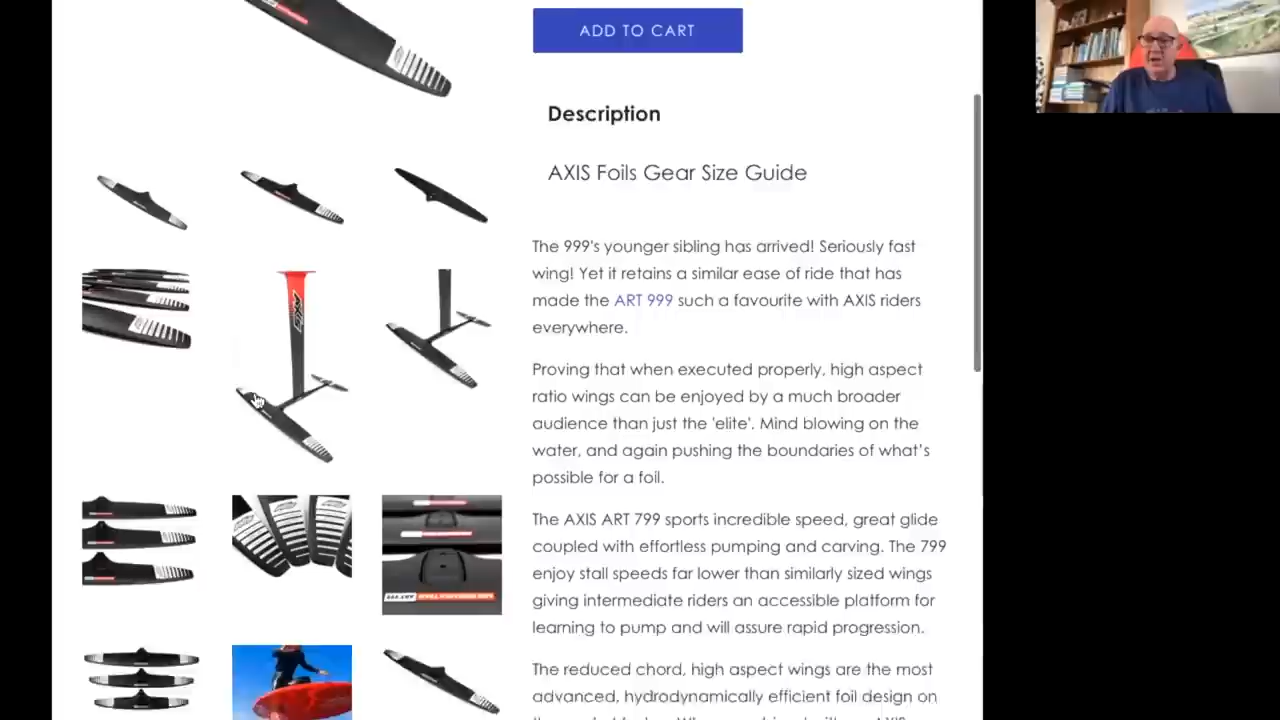 ADD TO CART
Description
AXIS Foils Gear Size Guide
The 999's younger sibling has arrived! Seriously fast
wing! Yet it retains a similar ease of ride that has
made the ART 999 such a favourite with AXIS riders
everywhere.
Proving that when executed properly, high aspect
ratio wings can be enjoyed by a much broader
audience than just the 'elite'. Mind blowing on the
water, and again pushing the boundaries of what's
possible for a foil.
The AXIS ART 799 sports incredible speed, great glide
coupled with effortless pumping and carving. The 799
enjoy stall speeds far lower than similarly sized wings
giving intermediate riders an accessible platform for
learning to pump and will assure rapid progression.
The reduced chord, high aspect wings are the most
advanced, hydrodynamically efficient foil design on
AXIS